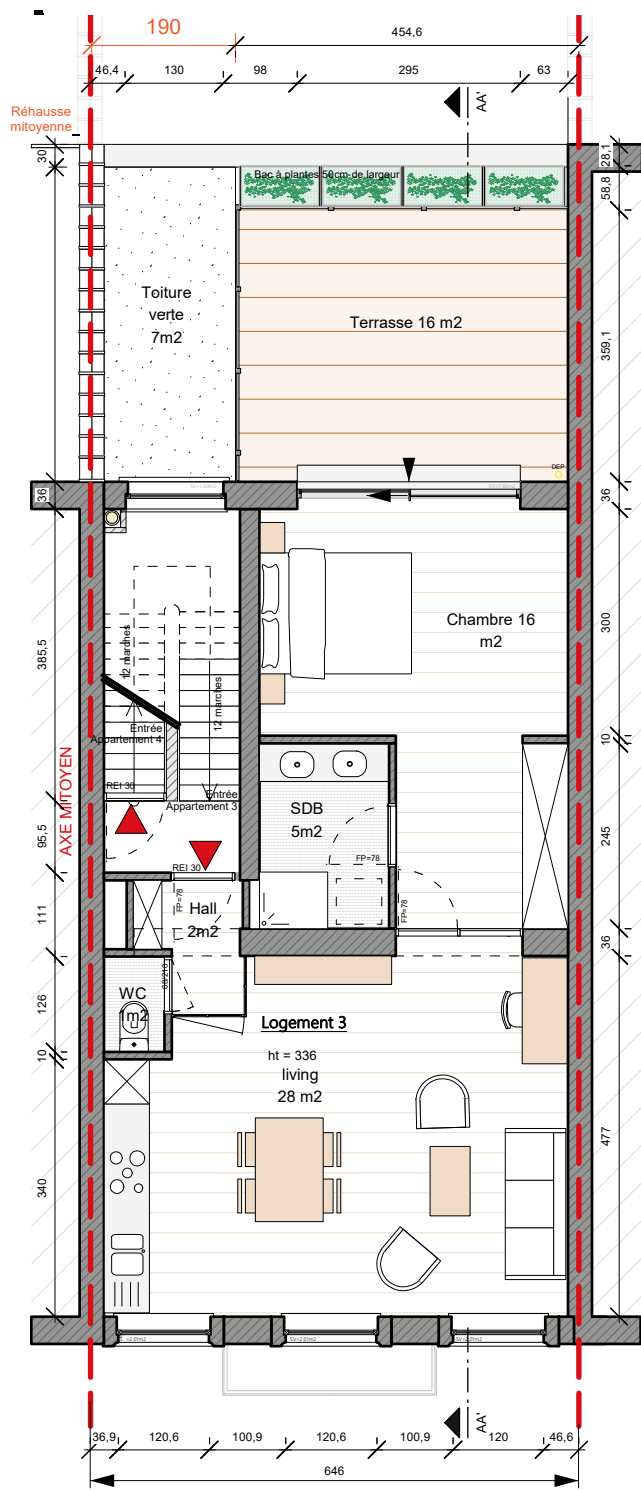 190
454,6
46,4
130
98
295
63
AA'
Réhausse
mitoyenne
30
28,1
58,8
Bac à plantes 50cm de largeur
Toiture
verte
7m2
Terrasse 16 m2
359,1
DEP
36
36
385,5
12 marches
12 marches
Chambre 16
m2
300
Entrée
Appartement 4
10
AXE MITOYEN
REI 30
Entrée
Appartement 3
SDB
5m2
95,5
245
FP=78
REI 30
FP=78
FP=78
Hall
2m2
111
36
WC
1m2
126
Logement 3
ht = 336
living
28 m2
10
477
340
AA'
36,9
120,6
100,9
120,6
100,9
120
46,6
646